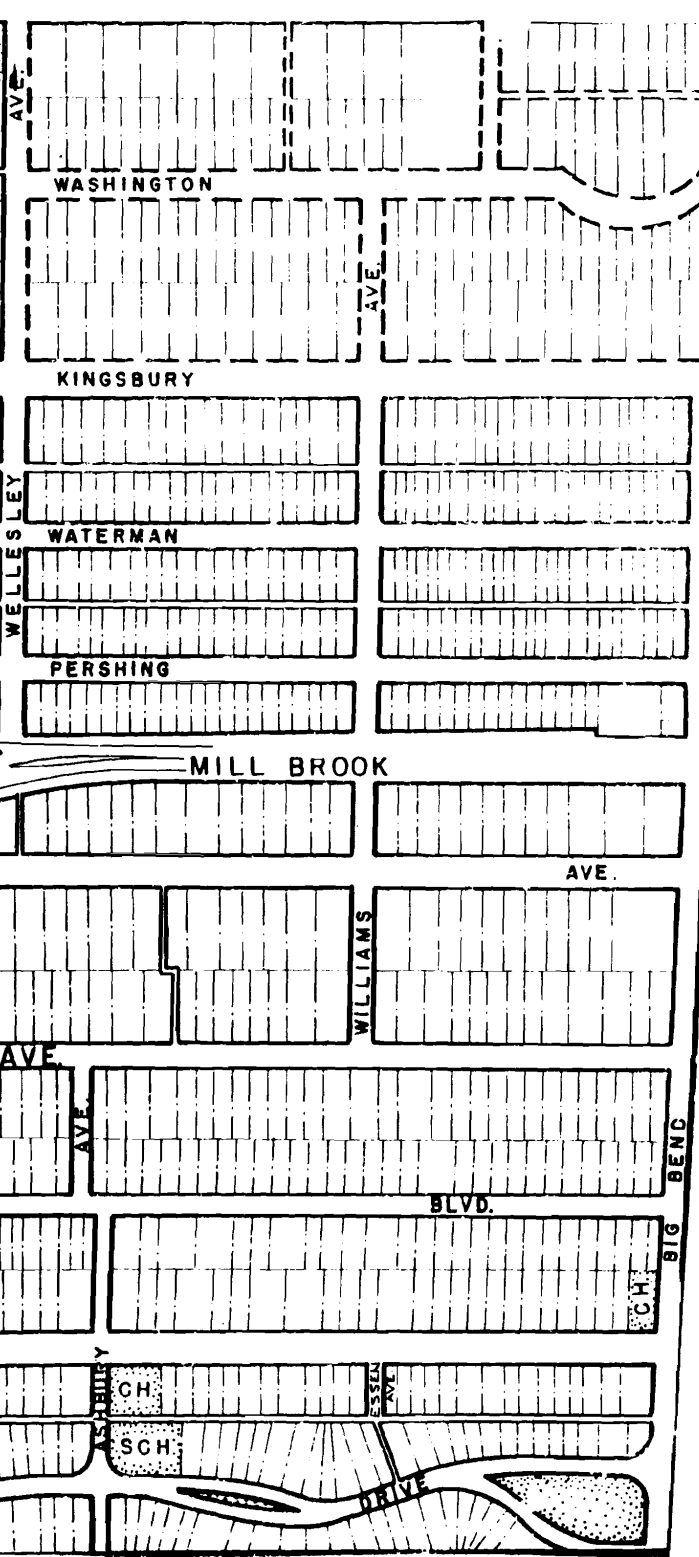 AVE.
WASHINGTON
AVE.
KINGSBURY
WELLESLEY
WATERMAN
PERSHING
MILL BROOK
AVE.
WILLIAMS
AVE.
AVE.
BIG BEND
BLVD.
CH.
ASHBURY
CH.
ESSEX AVE.
SCH.
DRIVE